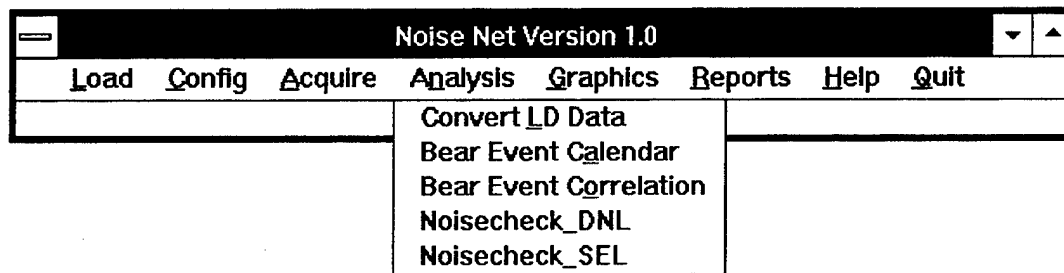 Noise Net Version 1.0
Load Config Acquire Analysis Graphics Reports Help Quit
Convert LD Data
Bear Event Calendar
Bear Event Correlation
Noisecheck_DNL
Noisecheck_SEL